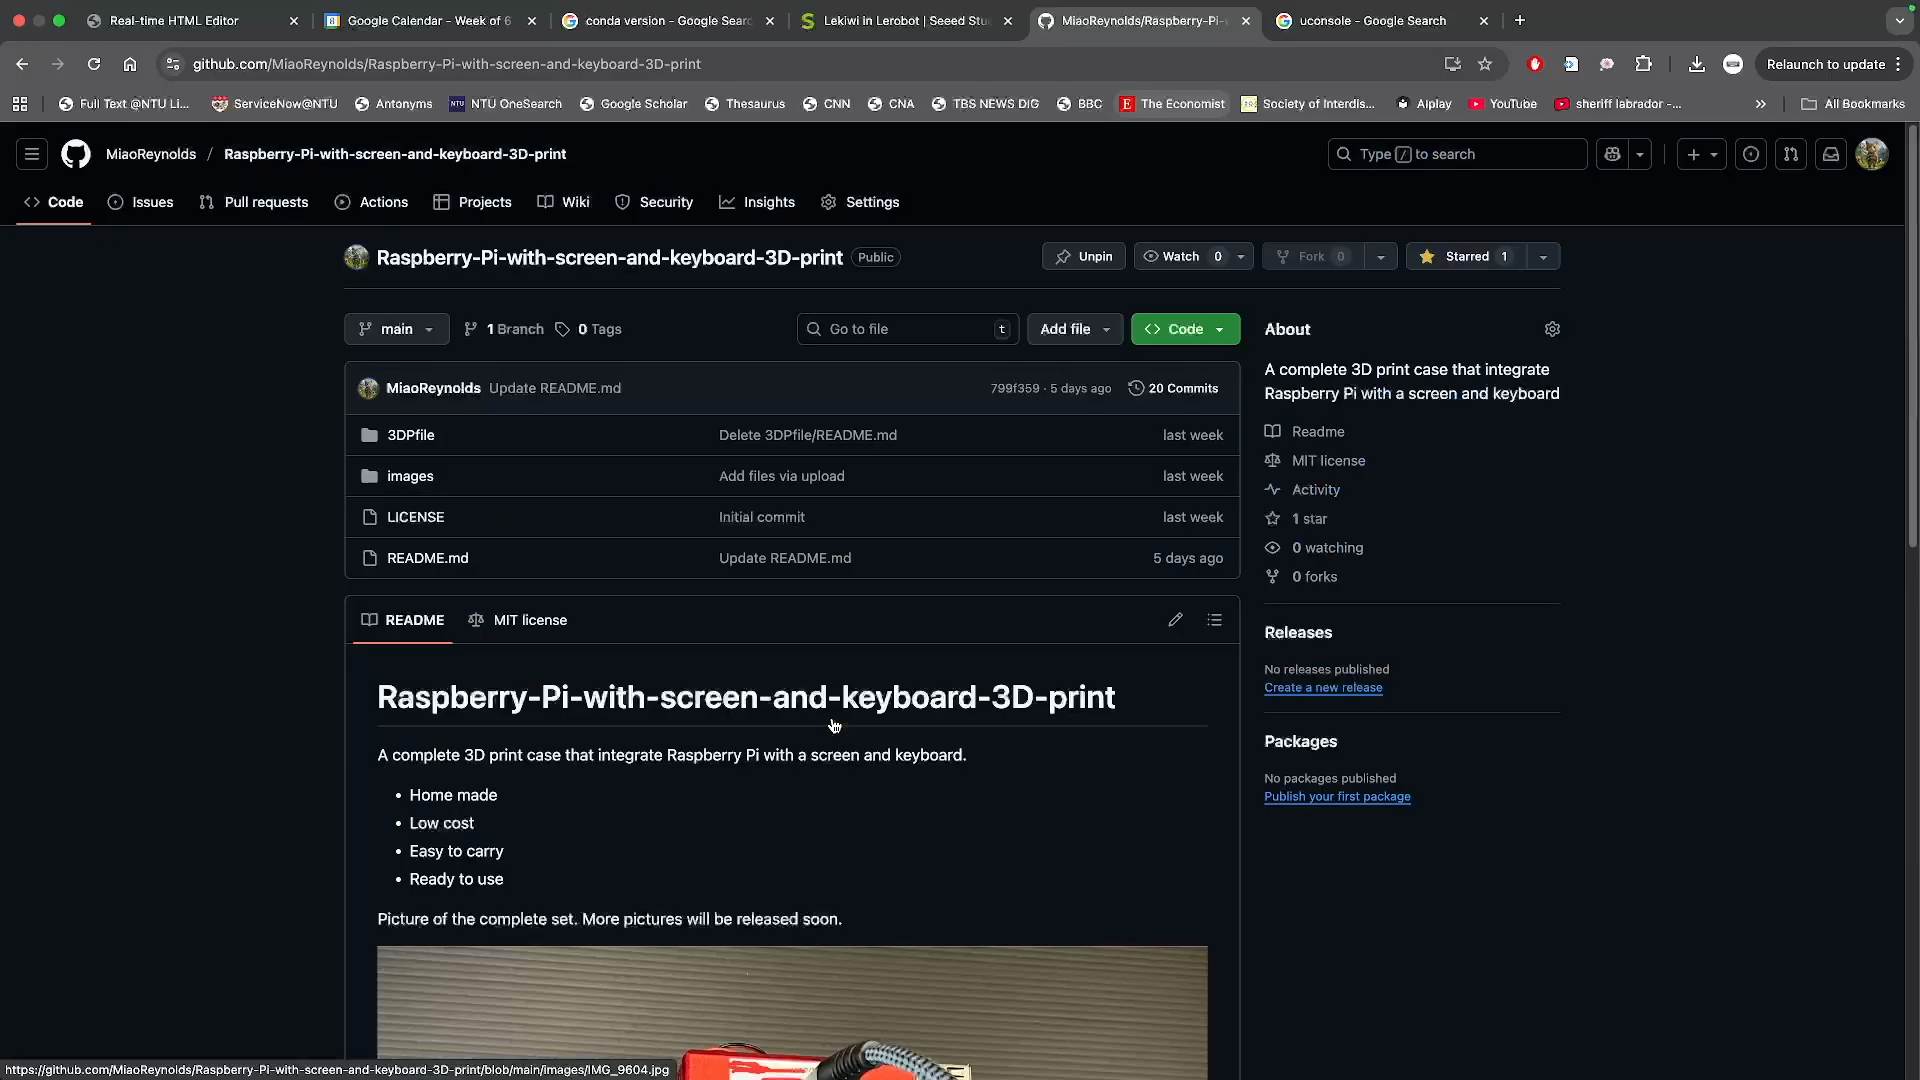 Real-time HTML Editor
Google Calendar - Week of 6
conda version - Google Sear
Lekiwi in Lerobot | Seeed Stu
MiaoReynolds/Raspberry-Pi-
uconsole - Google Search
github.com/MiaoReynolds/Raspberry-Pi-with-screen-and-keyboard-3D-print
Relaunch to update
Full Text @NTU Li...
ServiceNow@NTU
Antonyms
NTU OneSearch
Google Scholar
Thesaurus
CNN
CNA
TBS NEWS DIG
BBC
The Economist
Society of Interdis...
Aiplay
YouTube
sheriff labrador -...
All Bookmarks
MiaoReynolds / Raspberry-Pi-with-screen-and-keyboard-3D-print
Type / to search
Code
Issues
Pull requests
Actions
Projects
Wiki
Security
Insights
Settings
Raspberry-Pi-with-screen-and-keyboard-3D-print Public
Unpin
Watch 0
Fork 0
Starred 1
main
1 Branch
0 Tags
Go to file t
Add file
Code
MiaoReynolds Update README.md 799f359 · 5 days ago 20 Commits
3DPfile Delete 3DPfile/README.md last week
images Add files via upload last week
LICENSE Initial commit last week
README.md Update README.md 5 days ago
README
MIT license
Raspberry-Pi-with-screen-and-keyboard-3D-print
A complete 3D print case that integrate Raspberry Pi with a screen and keyboard.
• Home made
• Low cost
• Easy to carry
• Ready to use
Picture of the complete set. More pictures will be released soon.
About
A complete 3D print case that integrate
Raspberry Pi with a screen and keyboard
Readme
MIT license
Activity
1 star
0 watching
0 forks
Releases
No releases published
Create a new release
Packages
No packages published
Publish your first package
https://github.com/MiaoReynolds/Raspberry-Pi-with-screen-and-keyboard-3D-print/blob/main/images/IMG_9604.jpg